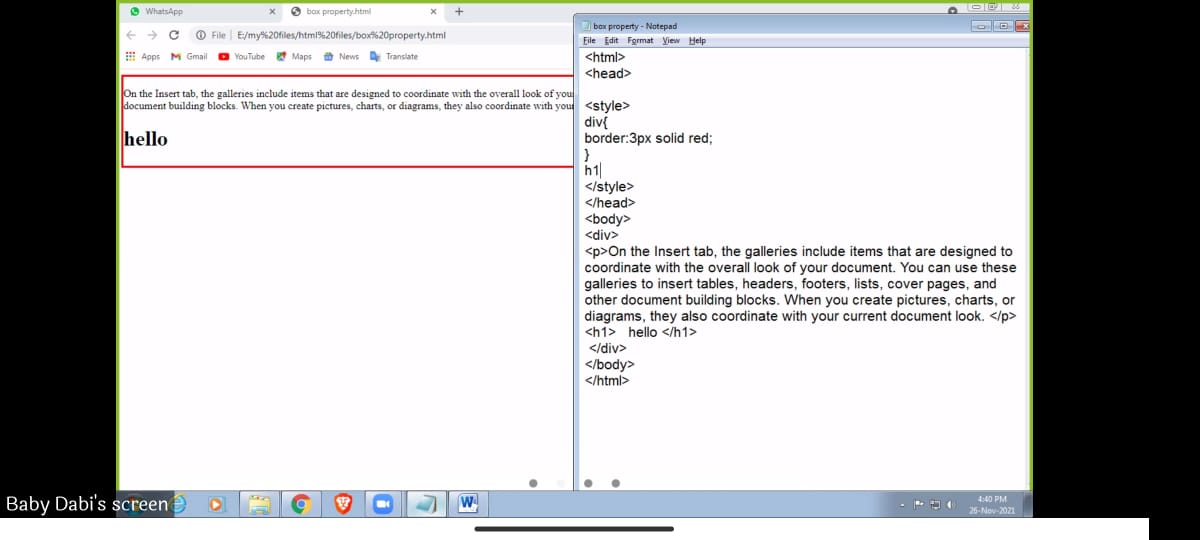 WhatsApp
box property.html
File
E:/my%20files/html%20files/box%20property.html
Apps
Gmail
YouTube
Maps
News
Translate
On the Insert tab, the galleries include items that are designed to coordinate with the overall look of your
document building blocks. When you create pictures, charts, or diagrams, they also coordinate with your
hello
box property - Notepad
File Edit Format View Help
<html>
<head>
<style>
div{
border:3px solid red;
}
h1
</style>
</head>
<body>
<div>
<p>On the Insert tab, the galleries include items that are designed to
coordinate with the overall look of your document. You can use these
galleries to insert tables, headers, footers, lists, cover pages, and
other document building blocks. When you create pictures, charts, or
diagrams, they also coordinate with your current document look. </p>
<h1>   hello </h1>
</div>
</body>
</html>
Baby Dabi's screen
W
4:40 PM
26-Nov-2021